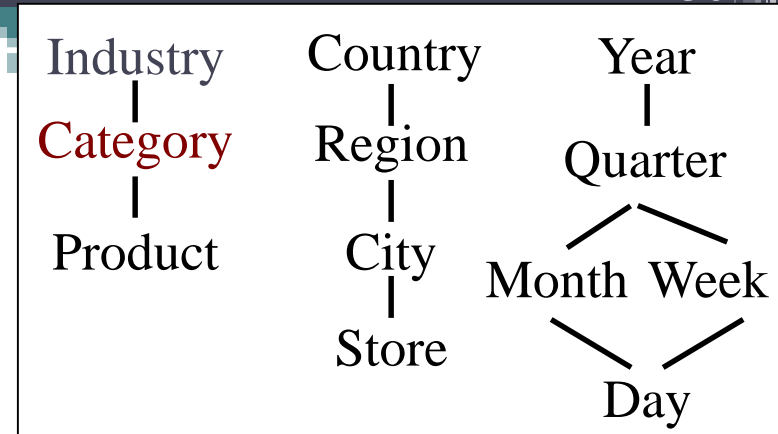 Industry
Category
Product
Country
Region
City
Store
Year
Quarter
Month Week
Day